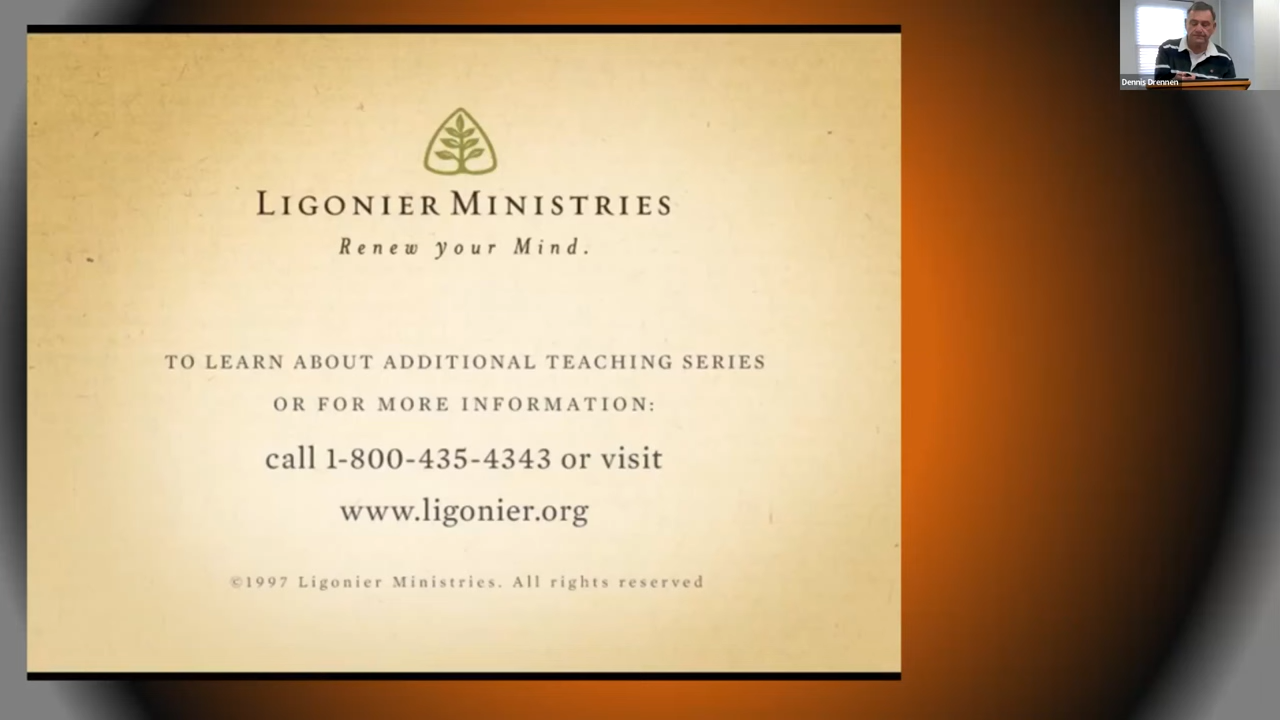 LIGONIER MINISTRIES
Renew your Mind.
TO LEARN ABOUT ADDITIONAL TEACHING SERIES
OR FOR MORE INFORMATION:
call 1-800-435-4343 or visit
www.ligonier.org
©1997 Ligonier Ministries. All rights reserved
Dennis Drennen